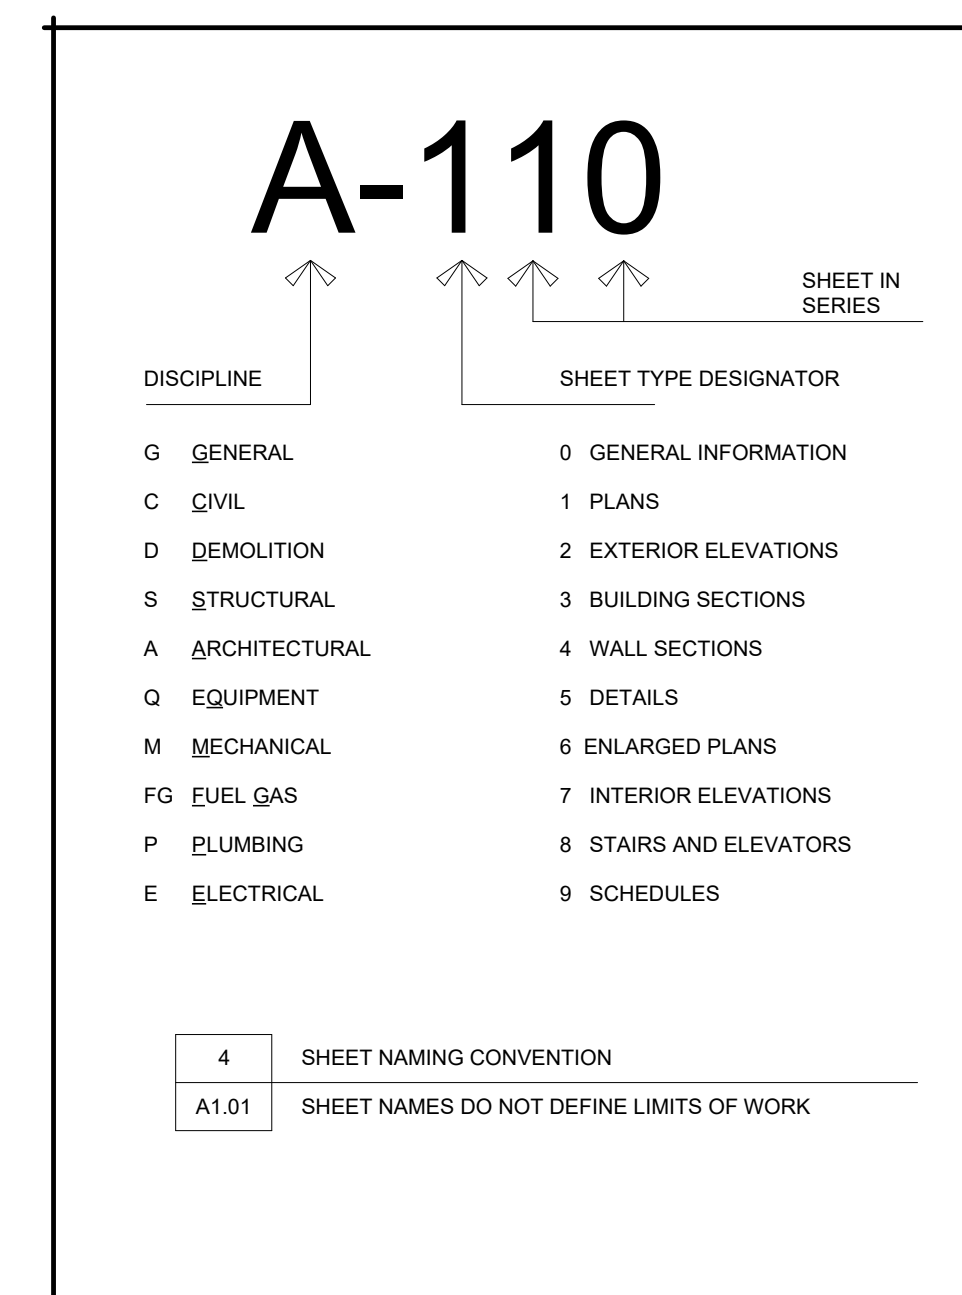 A-110
SHEET IN
SERIES
DISCIPLINE
SHEET TYPE DESIGNATOR
G GENERAL
C CIVIL
D DEMOLITION
S STRUCTURAL
A ARCHITECTURAL
Q EQUIPMENT
M MECHANICAL
FG FUEL GAS
P PLUMBING
E ELECTRICAL
0 GENERAL INFORMATION
1 PLANS
2 EXTERIOR ELEVATIONS
3 BUILDING SECTIONS
4 WALL SECTIONS
5 DETAILS
6 ENLARGED PLANS
7 INTERIOR ELEVATIONS
8 STAIRS AND ELEVATORS
9 SCHEDULES
4 SHEET NAMING CONVENTION
A1.01 SHEET NAMES DO NOT DEFINE LIMITS OF WORK